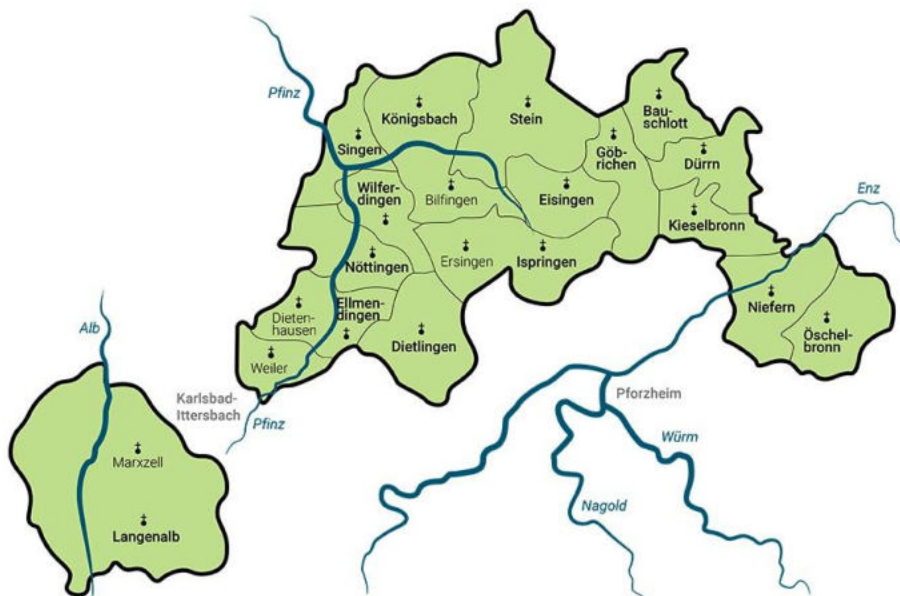 Pfinz
Königsbach
Stein
Bau-
schlott
Singen
Göb-
richen
Dürrn
Wilfer-
dingen
Bilfingen
Eisingen
Enz
Kieselbronn
Nöttingen
Ersingen
Ispringen
Niefern
Öschel-
bronn
Dieten-
hausen
Ellmen-
dingen
Dietlingen
Alb
Weiler
Karlsbad-
Ittersbach
Pfinz
Pforzheim
Würm
Marxzell
Nagold
Langenalb